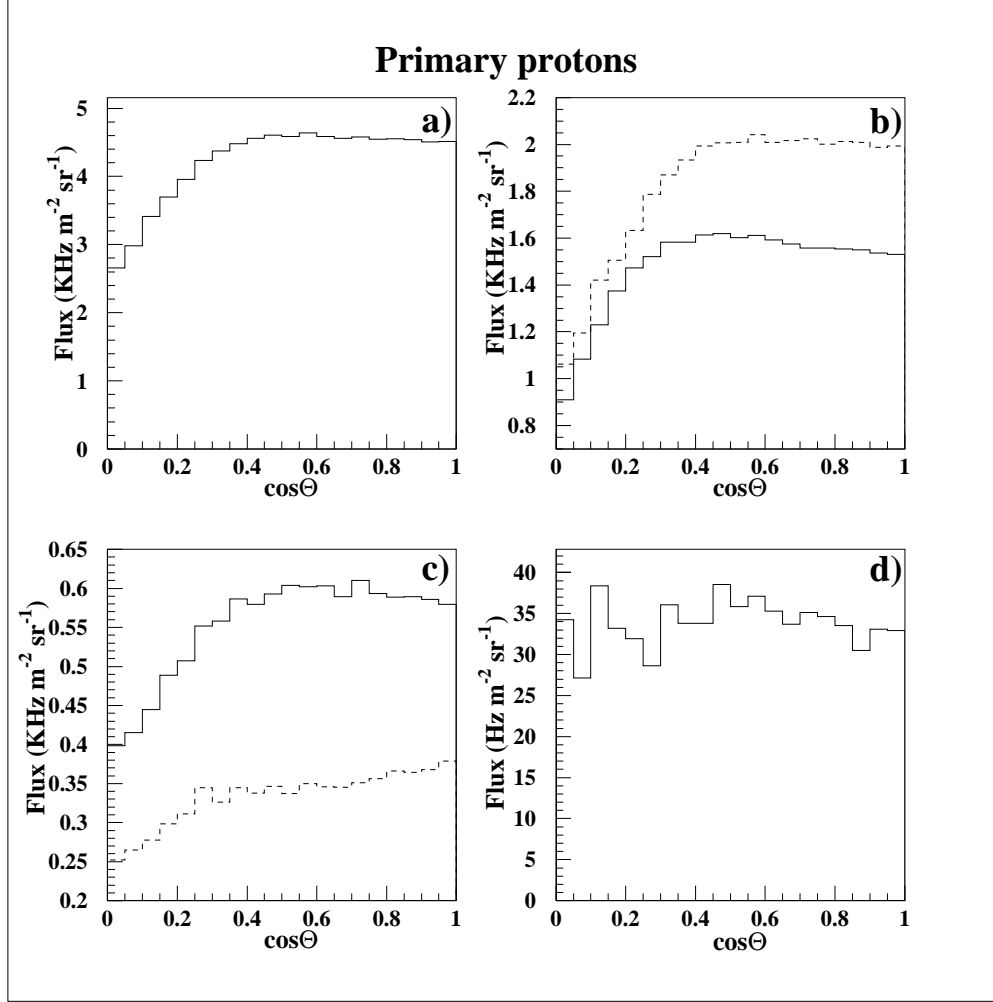 Primary protons
a)
Flux (KHz m-2 sr-1)
5
4
3
2
1
0
0 0.2 0.4 0.6 0.8 1
cosΘ
b)
Flux (KHz m-2 sr-1)
2.2
2
1.8
1.6
1.4
1.2
1
0.8
0 0.2 0.4 0.6 0.8 1
cosΘ
c)
Flux (KHz m-2 sr-1)
0.65
0.6
0.55
0.5
0.45
0.4
0.35
0.3
0.25
0.2
0 0.2 0.4 0.6 0.8 1
cosΘ
d)
Flux (Hz m-2 sr-1)
40
35
30
25
20
15
10
5
0
0 0.2 0.4 0.6 0.8 1
cosΘ